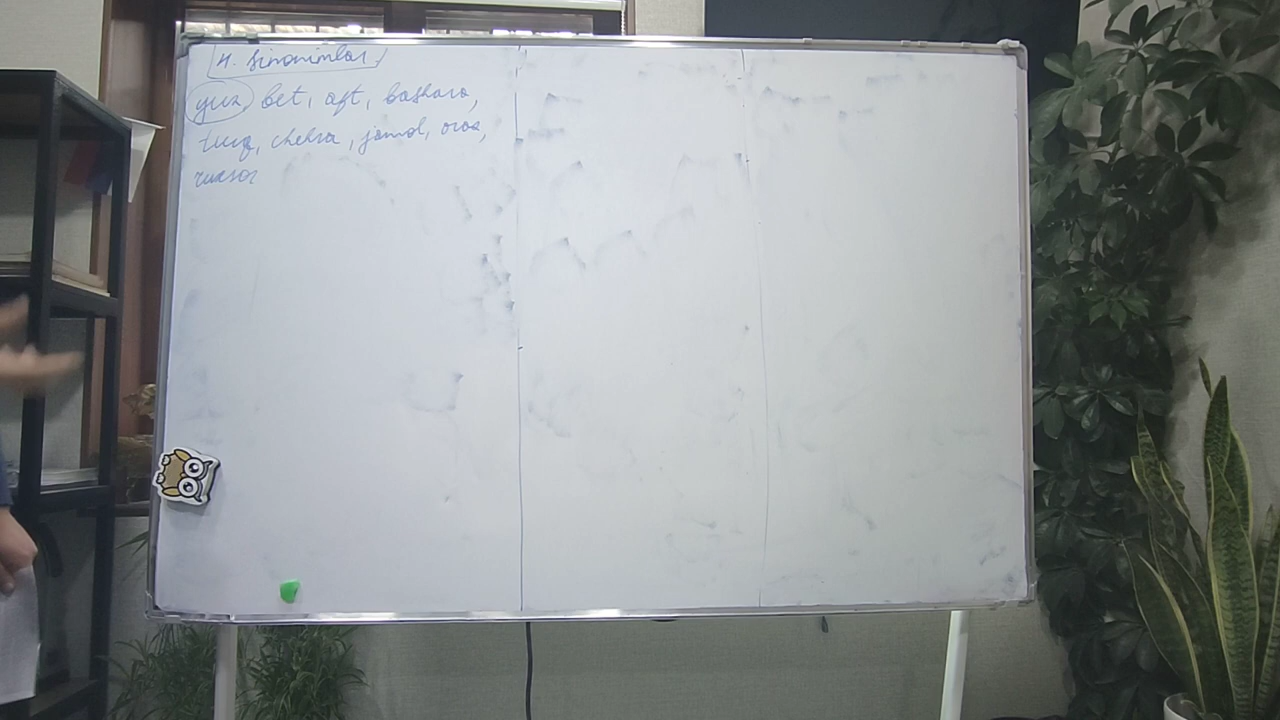 4. Sinonimlar
yuz, bet, aft, bashara,
turq, chehra, jamol, oraz,
ruxsor